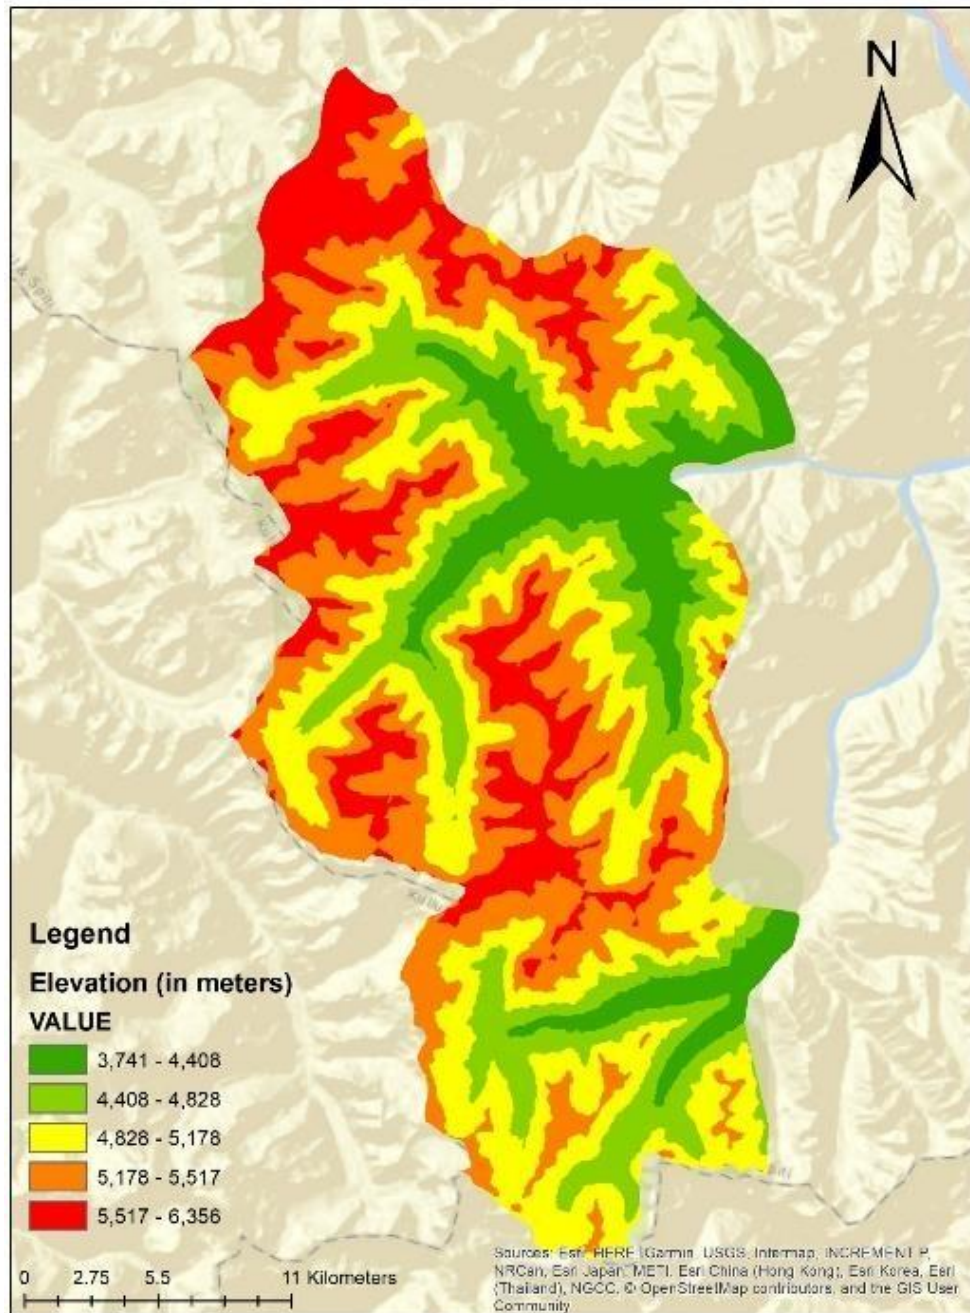 N
& Spiti
Legend
Elevation (in meters)
VALUE
3,741 - 4,408
4,408 - 4,828
4,828 - 5,178
5,178 - 5,517
5,517 - 6,356
0 2.75 5.5 11 Kilometers
Sources: Esri, HERE, Garmin, USGS, Intermap, INCREMENT P,
NRCan, Esri Japan, METI, Esri China (Hong Kong), Esri Korea, Esri
(Thailand), NGCC, © OpenStreetMap contributors, and the GIS User
Community